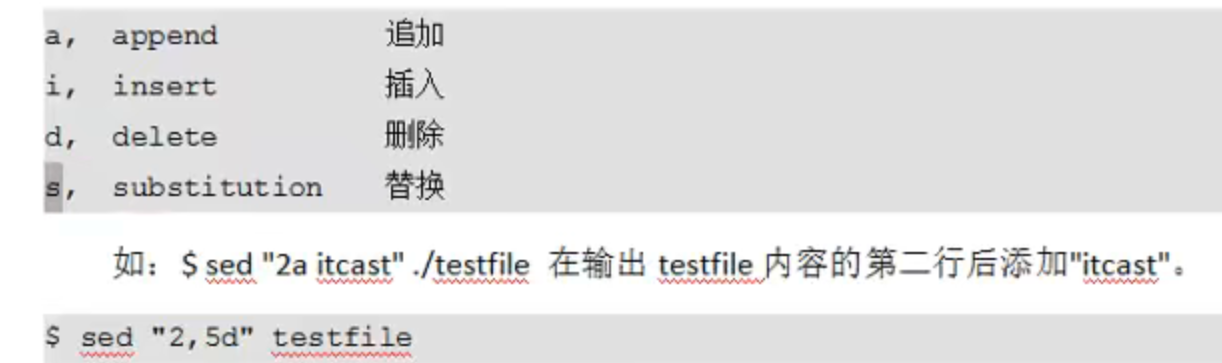 a, append 追加
i, insert 插入
d, delete 删除
s, substitution 替换
如：$ sed "2a itcast" ./testfile 在输出 testfile 内容的第二行后添加"itcast"。
$ sed "2,5d" testfile